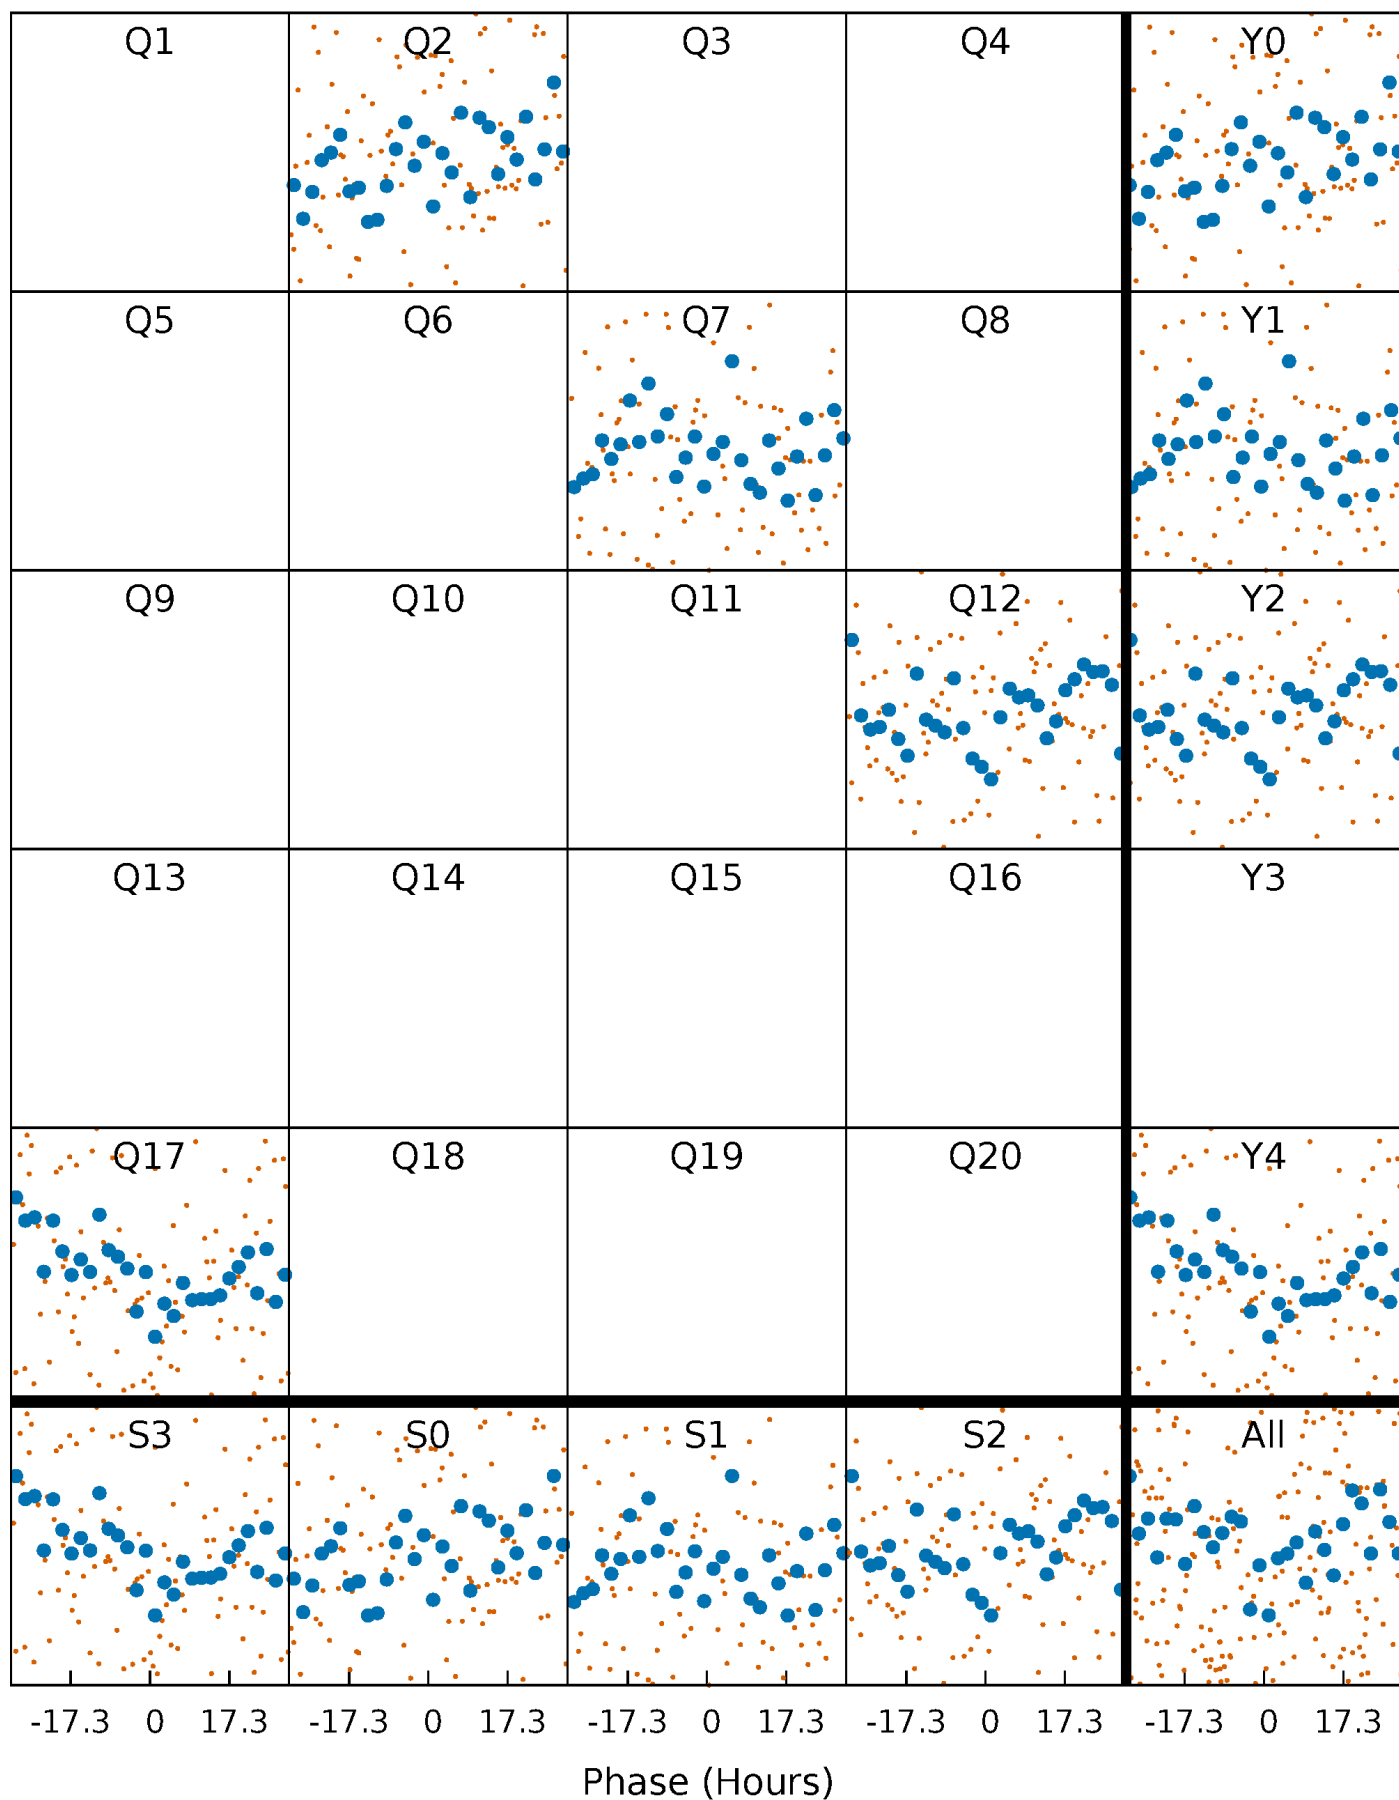 Q1 Q2 Q3 Q4 Y0
Q5 Q6 Q7 Q8 Y1
Q9 Q10 Q11 Q12 Y2
Q13 Q14 Q15 Q16 Y3
Q17 Q18 Q19 Q20 Y4
S3 S0 S1 S2 All
-17.3 0 17.3 -17.3 0 17.3 -17.3 0 17.3 -17.3 0 17.3 -17.3 0 17.3
Phase (Hours)